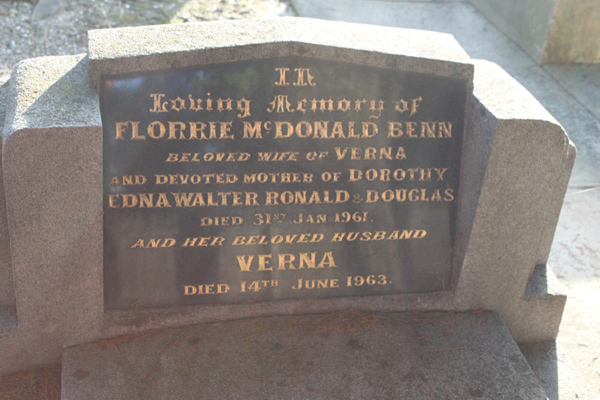 In
Loving Memory of
FLORRIE McDONALD BENN
BELOVED WIFE OF VERNA
AND DEVOTED MOTHER OF DOROTHY
EDNA WALTER RONALD & DOUGLAS
DIED 31ST JAN 1961.
AND HER BELOVED HUSBAND
VERNA
DIED 14TH JUNE 1963.